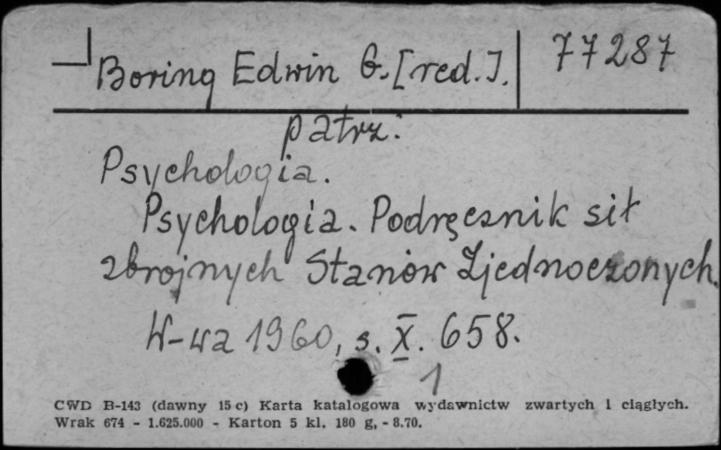 Boring Edwin G. [red.]. 77287
patrz:
Psychologia.
Psychologia. Podręcznik sił
zbrojnych Stanów Zjednoczonych.
W-wa 1960, s. X. 658.
1
CWD B-143 (dawny 15 c) Karta katalogowa wydawnictw zwartych i ciągłych.
Wrak 674 - 1.625.000 - Karton 5 kl. 180 g, - 8.70.